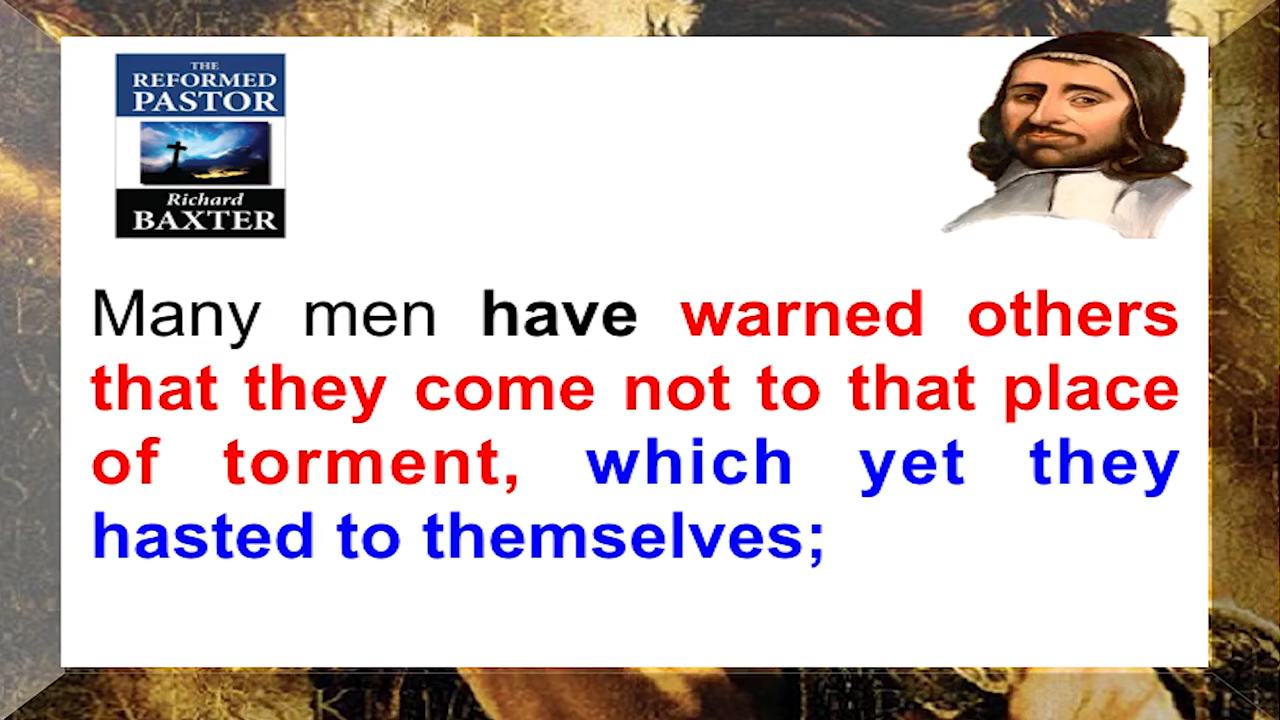 THE
REFORMED
PASTOR
Richard
BAXTER
Many men have warned others
that they come not to that place
of torment, which yet they
hasted to themselves;